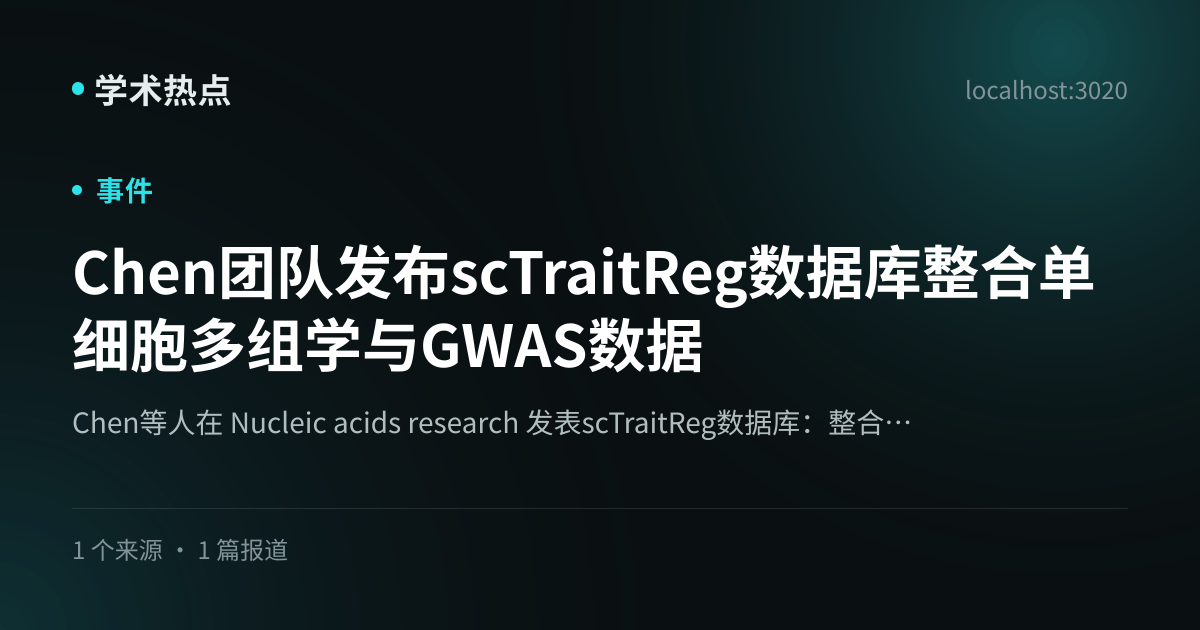 学术热点
localhost:3020
事件
Chen团队发布scTraitReg数据库整合单
细胞多组学与GWAS数据
Chen等人在 Nucleic acids research 发表scTraitReg数据库：整合…
1 个来源 · 1 篇报道